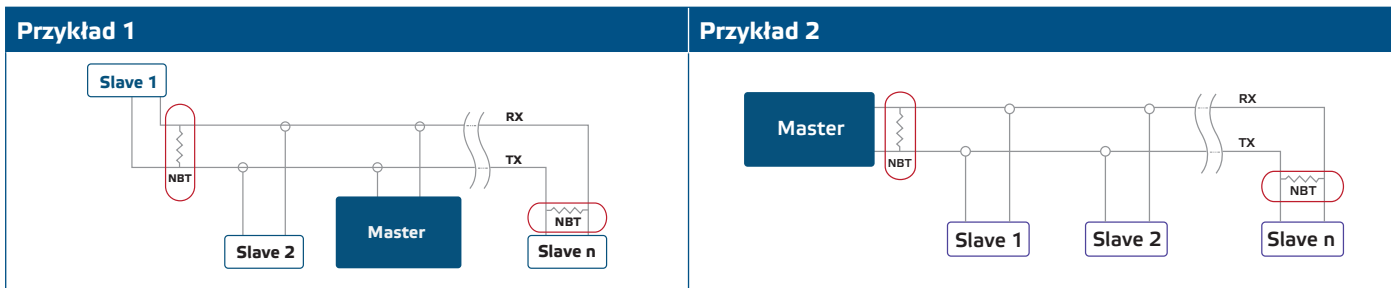 Przykład 1
Slave 1
RX
TX
NBT
NBT
Master
Slave 2
Slave n
Przykład 2
Master
RX
TX
NBT
NBT
Slave 1
Slave 2
Slave n